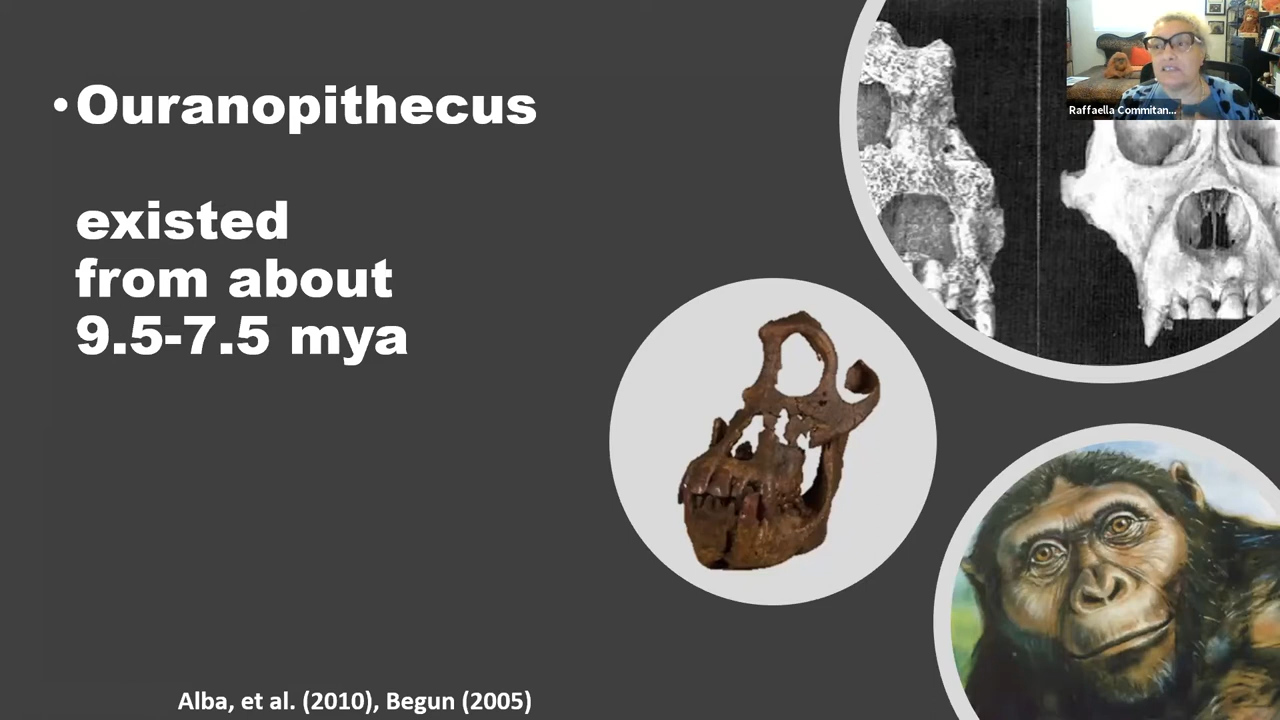 • Ouranopithecus
existed
from about
9.5-7.5 mya
Raffaella Commitan...
Alba, et al. (2010), Begun (2005)